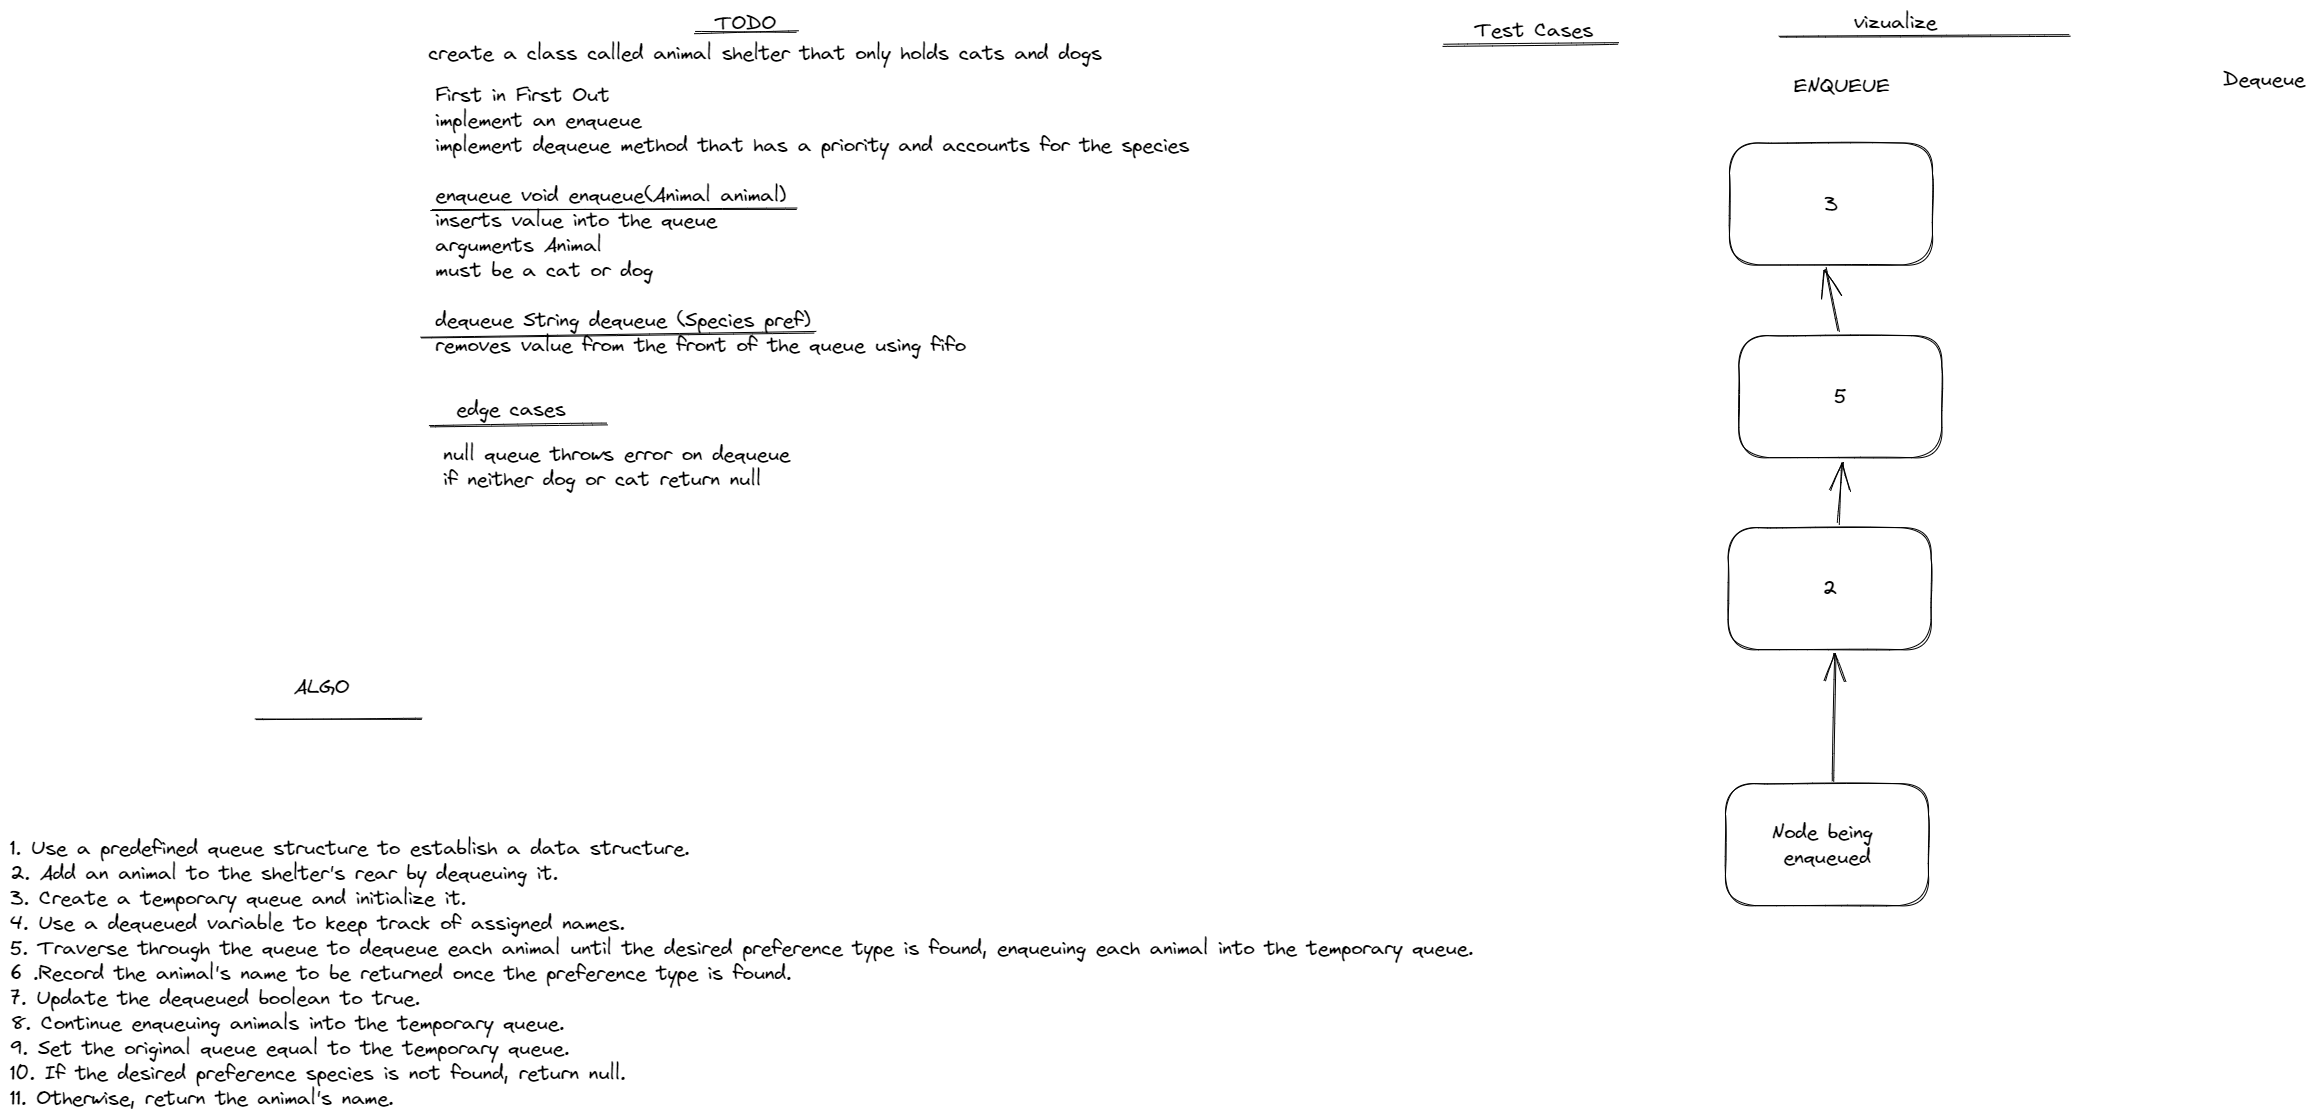 TODO
create a class called animal shelter that only holds cats and dogs
First in First Out
implement an enqueue
implement dequeue method that has a priority and accounts for the species
enqueue void enqueue(Animal animal)
inserts value into the queue
arguments Animal
must be a cat or dog
dequeue String dequeue (Species pref)
removes value from the front of the queue using fifo
edge cases
null queue throws error on dequeue
if neither dog or cat return null
ALGO
1. Use a predefined queue structure to establish a data structure.
2. Add an animal to the shelter's rear by dequeuing it.
3. Create a temporary queue and initialize it.
4. Use a dequeued variable to keep track of assigned names.
5. Traverse through the queue to dequeue each animal until the desired preference type is found, enqueuing each animal into the temporary queue.
6 .Record the animal's name to be returned once the preference type is found.
7. Update the dequeued boolean to true.
8. Continue enqueuing animals into the temporary queue.
9. Set the original queue equal to the temporary queue.
10. If the desired preference species is not found, return null.
11. Otherwise, return the animal's name.
Test Cases
vizualize
ENQUEUE
Dequeue
3
5
2
Node being
enqueued